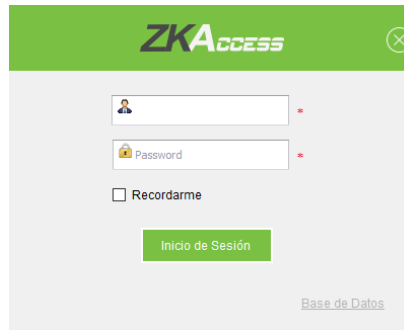 ZKAccess
*
Password *
Recordarme
Inicio de Sesión
Base de Datos